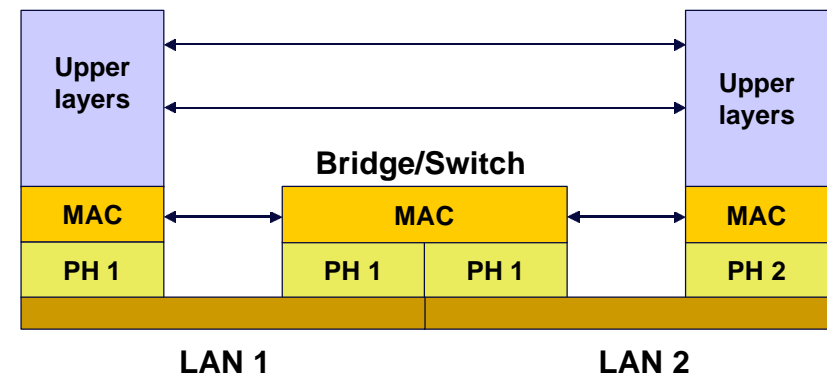 Upper
layers
Upper
layers
Bridge/Switch
MAC
MAC
MAC
PH 1
PH 1
PH 1
PH 2
LAN 1
LAN 2